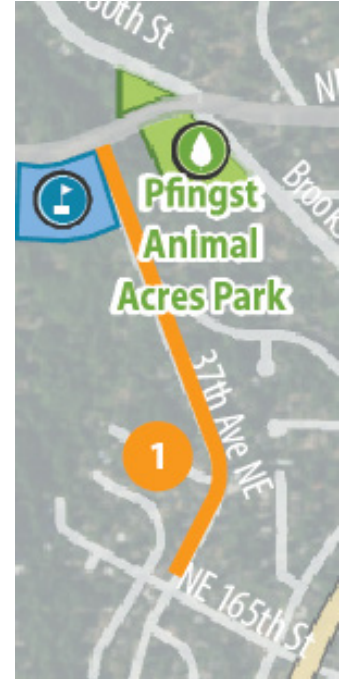 Pfingst
Animal
Acres Park
37th Ave NE
1
NE 165th St